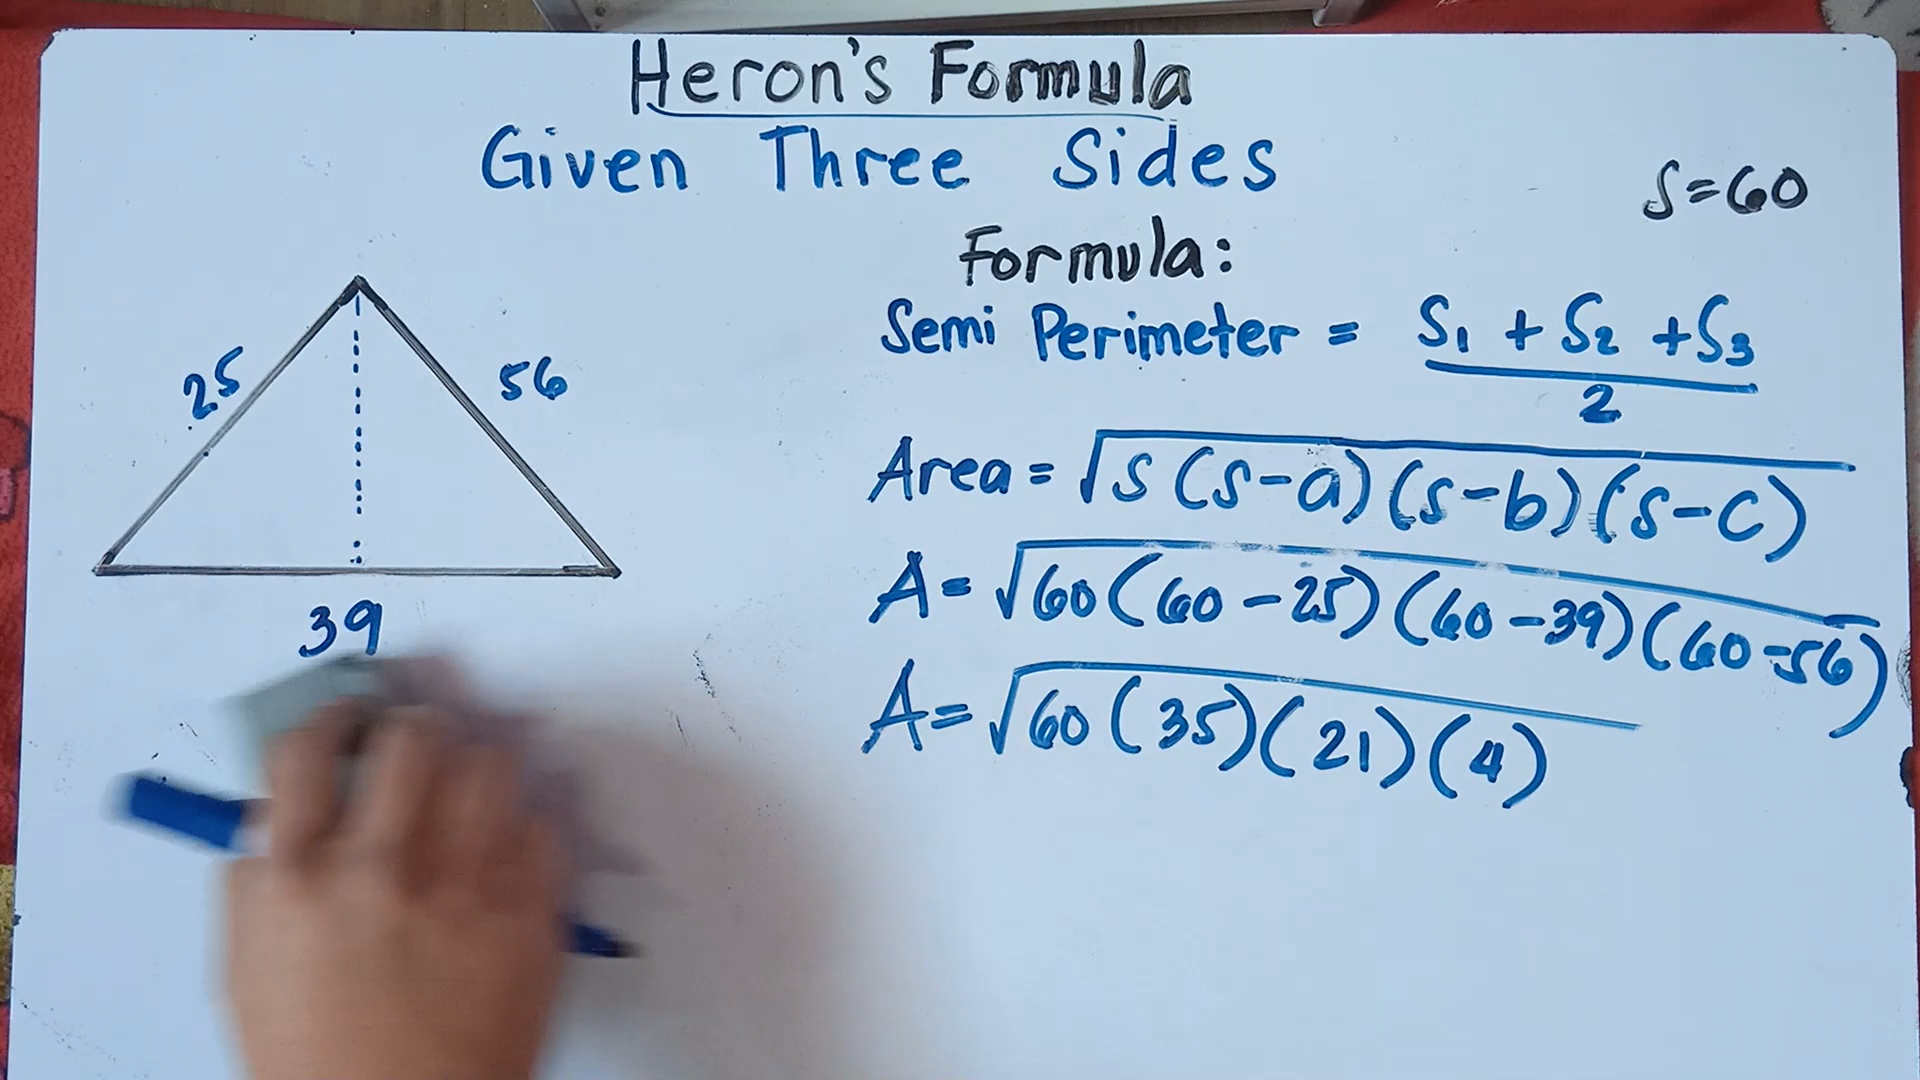 Heron's Formula
Given Three Sides
S=60
Formula:
Semi Perimeter = S₁ + S₂ + S₃
2
25
56
39
Area = √s(s-a)(s-b)(s-c)
A = √60(60-25)(60-39)(60-56)
A = √60(35)(21)(4)